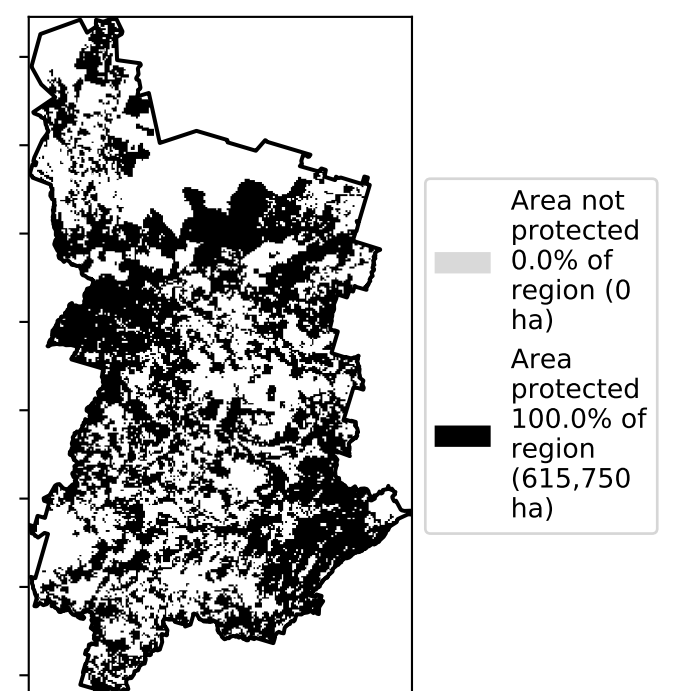 Area not
protected
0.0% of
region (0
ha)
Area
protected
100.0% of
region
(615,750
ha)